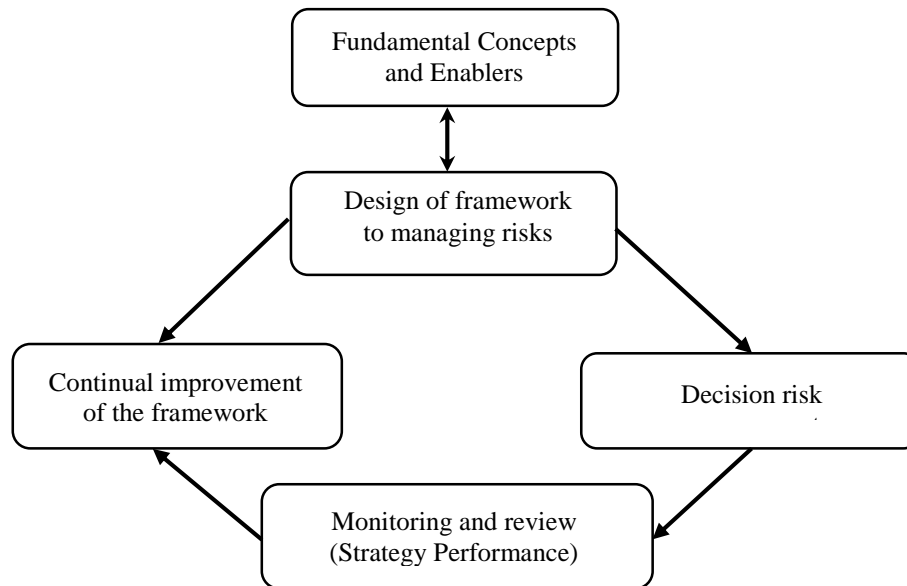 Fundamental Concepts
and Enablers
Design of framework
to managing risks
Continual improvement
of the framework
Decision risk
Monitoring and review
(Strategy Performance)